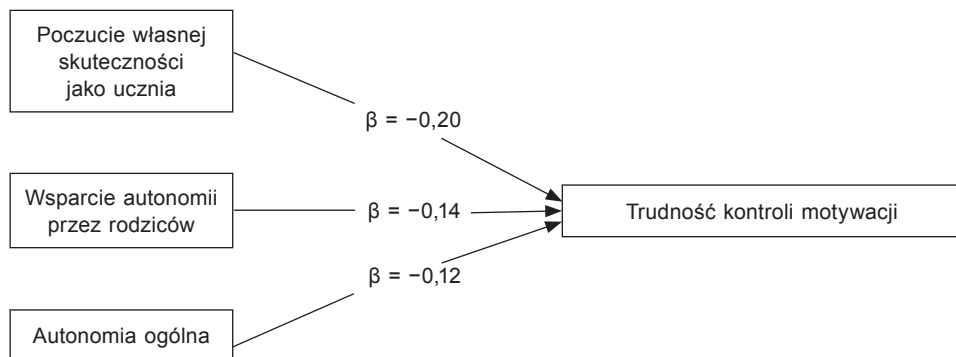 Poczucie własnej
skuteczności
jako ucznia
β = −0,20
Wsparcie autonomii
przez rodziców
β = −0,14
Trudność kontroli motywacji
β = −0,12
Autonomia ogólna